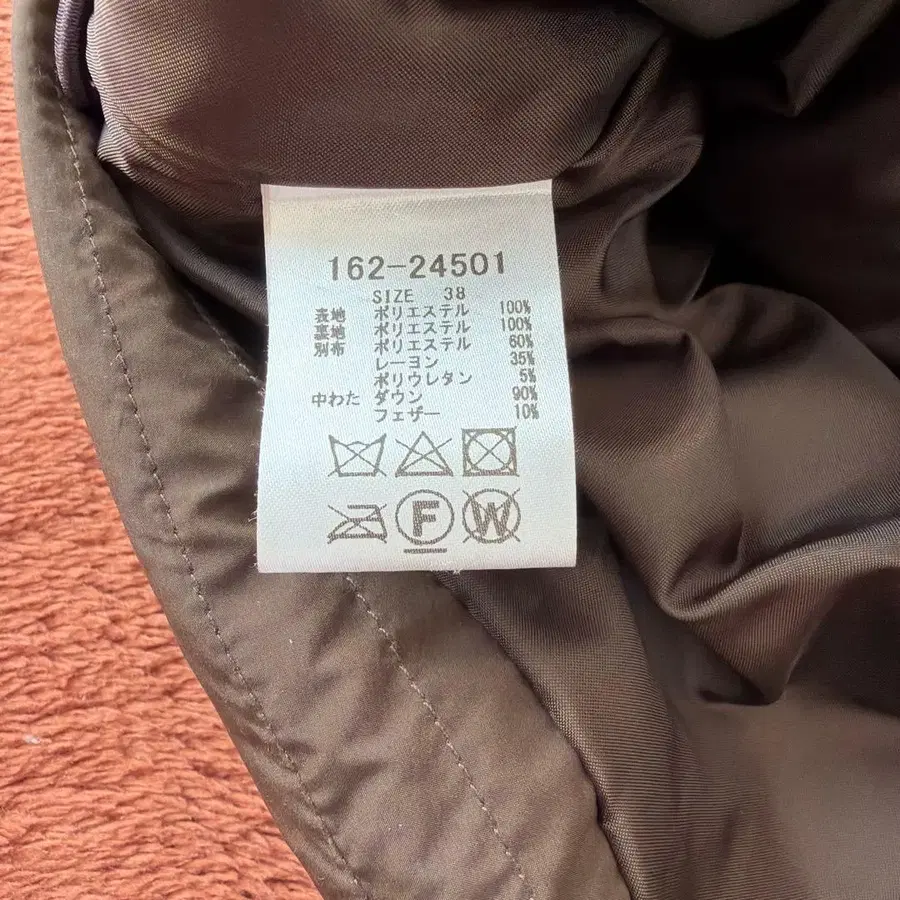 162-24501
SIZE 38
表地 ポリエステル 100%
裏地 ポリエステル 100%
別布 ポリエステル 60%
レーヨン 35%
ポリウレタン 5%
中わた ダウン 90%
フェザー 10%
F W